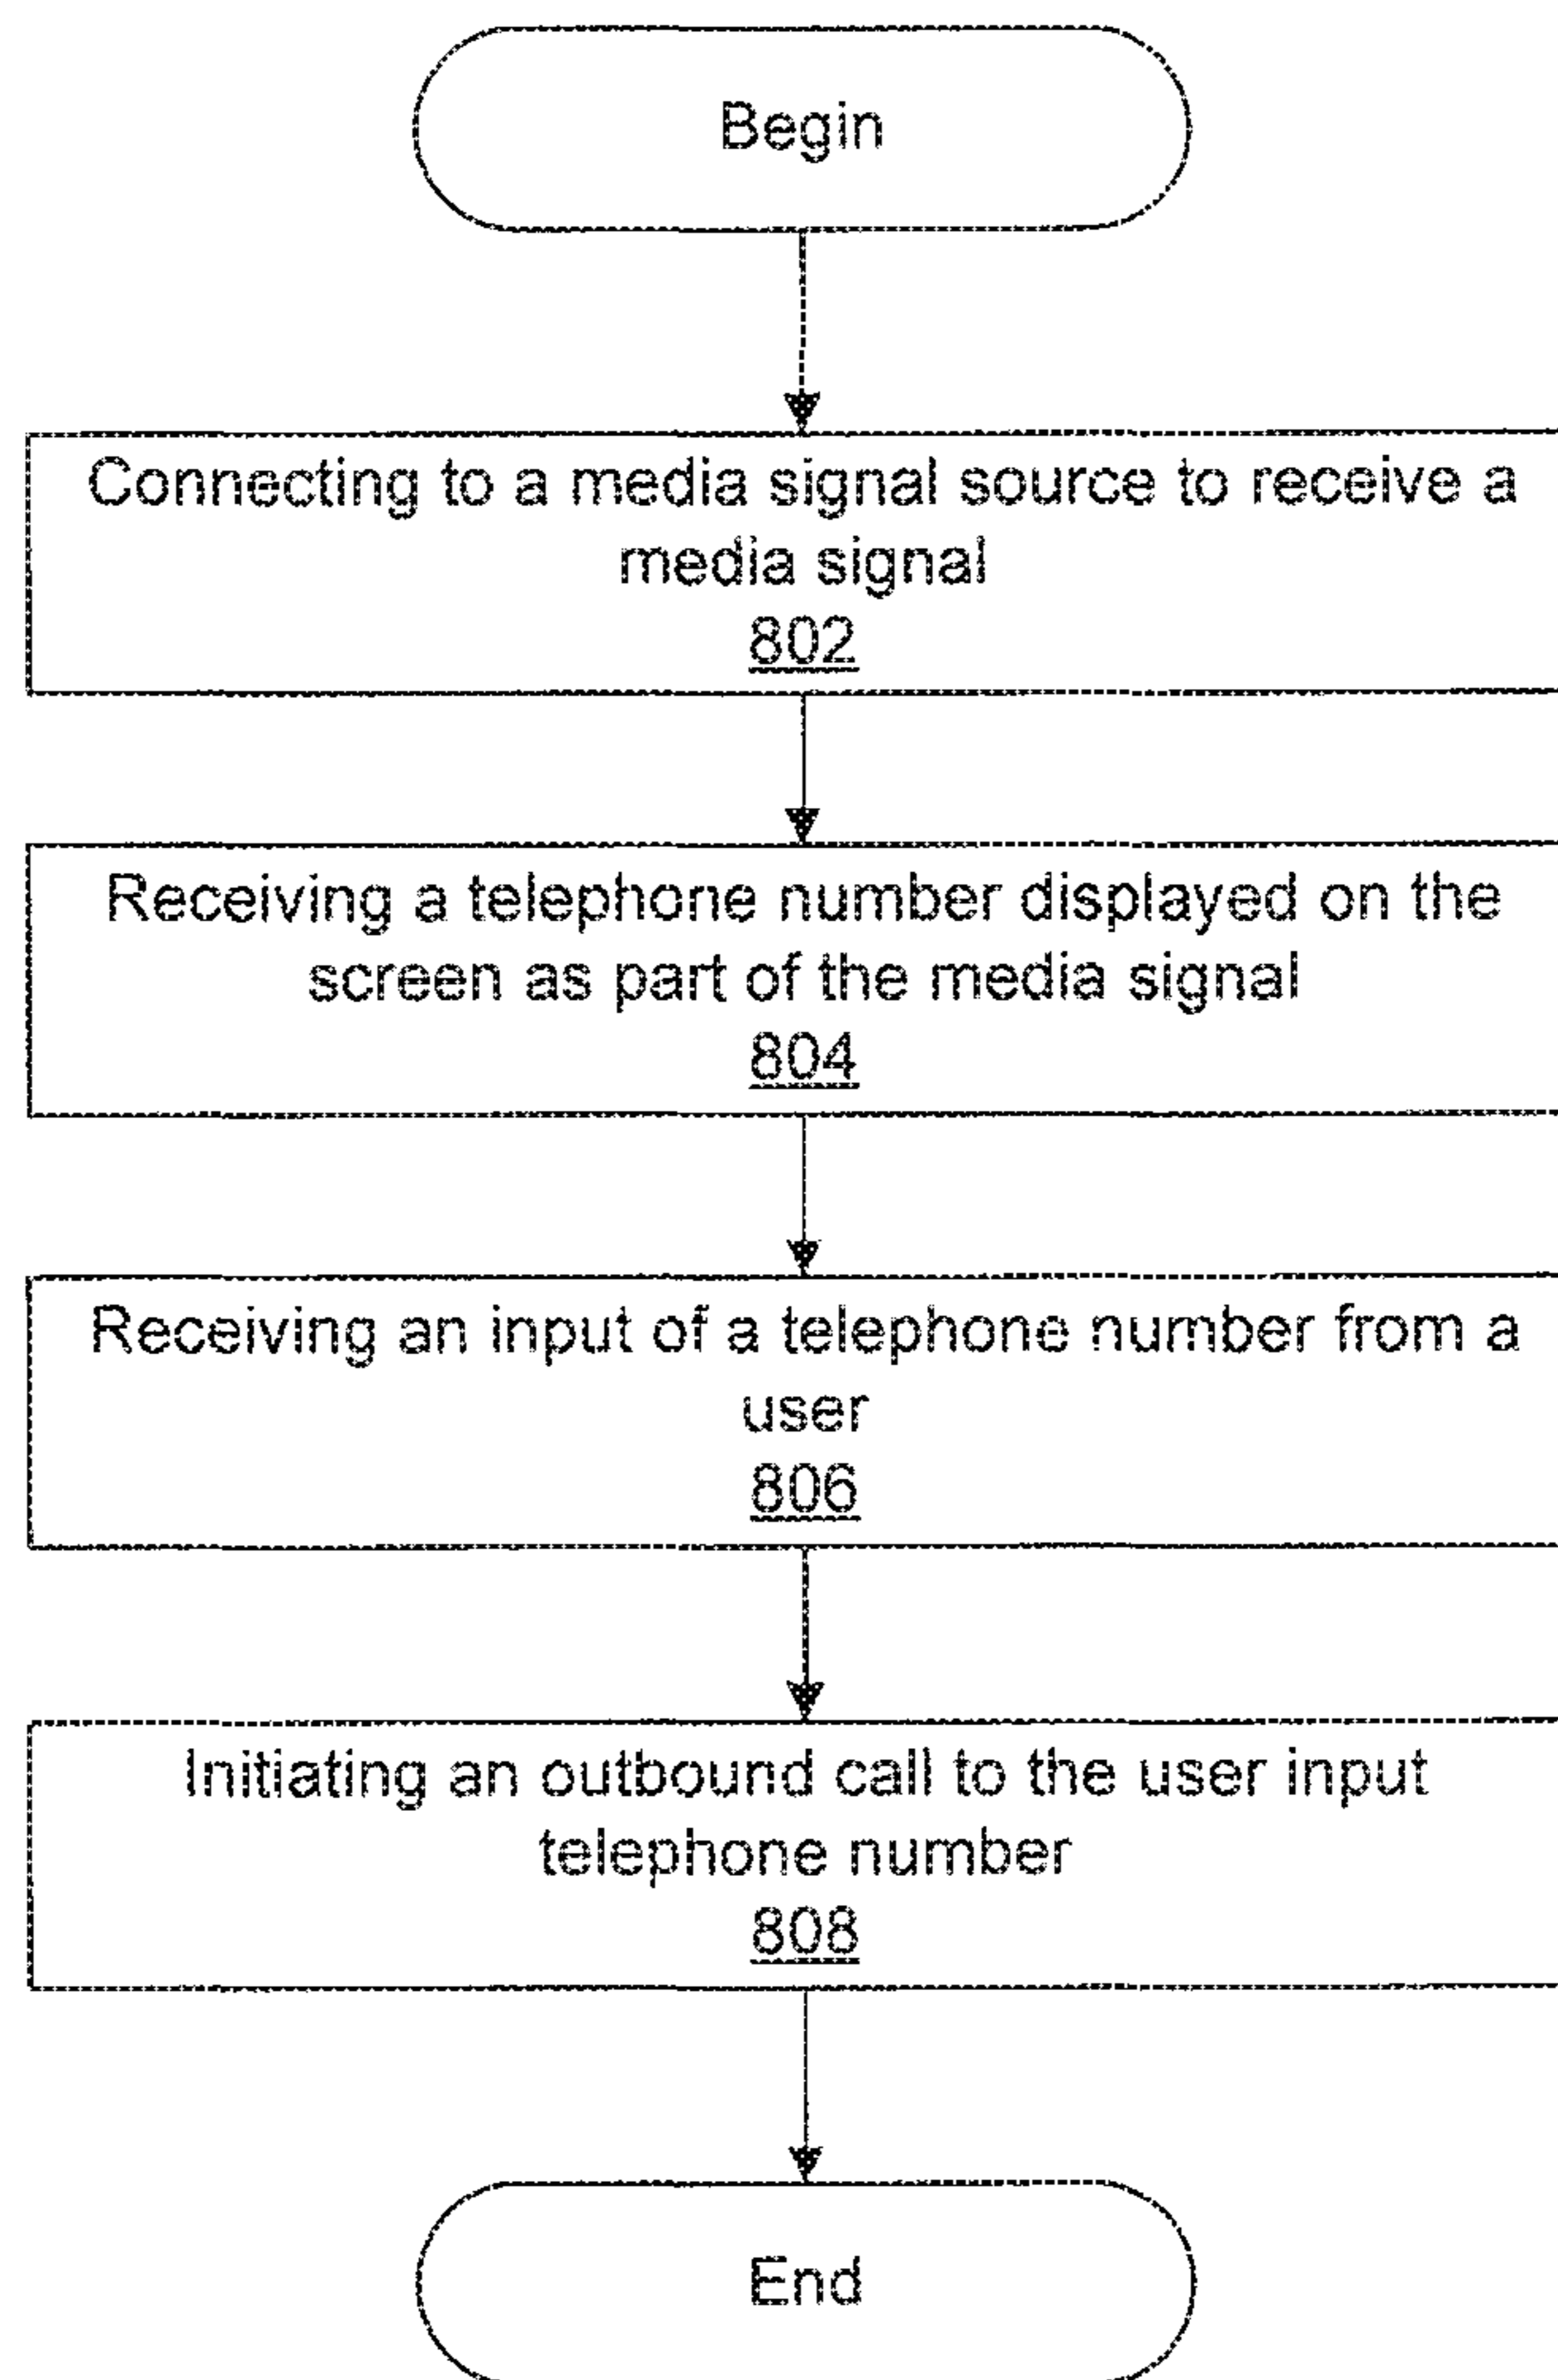 Begin
Connecting to a media signal source to receive a
media signal
802
Receiving a telephone number displayed on the
screen as part of the media signal
804
Receiving an input of a telephone number from a
user
806
Initiating an outbound call to the user input
telephone number
808
End